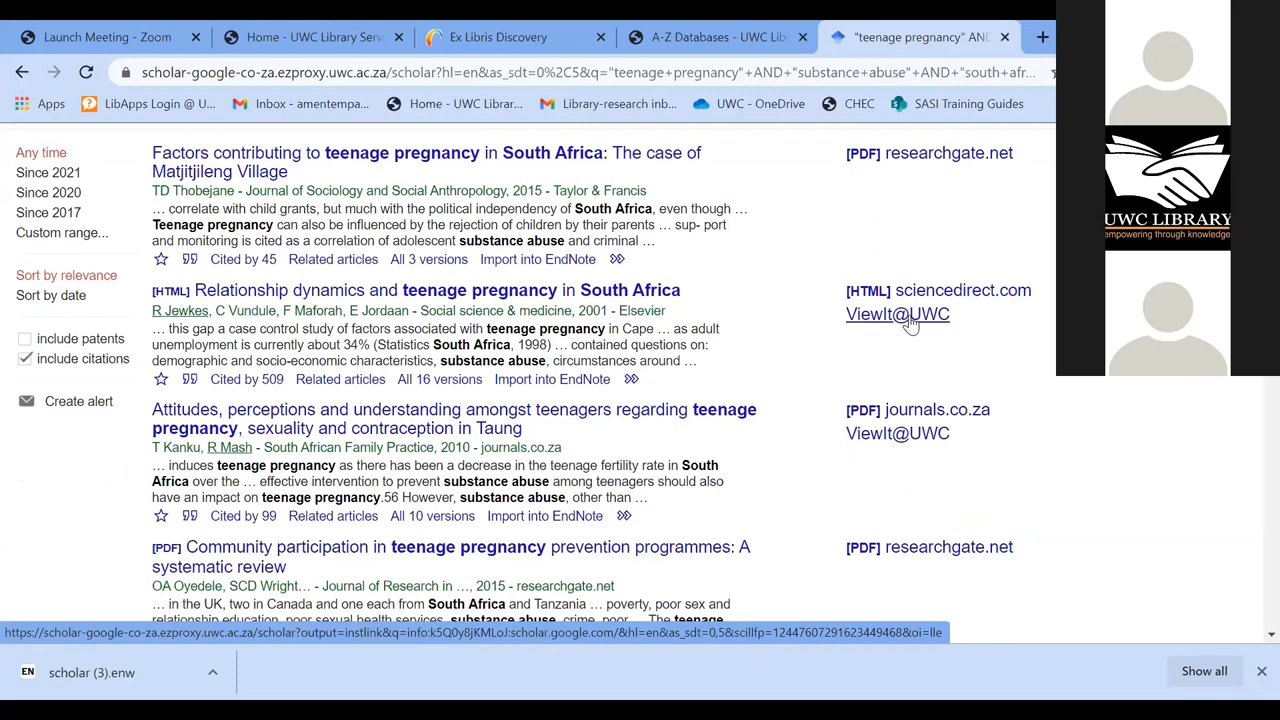 Launch Meeting - Zoom
Home - UWC Library Serv
Ex Libris Discovery
A-Z Databases - UWC Lib
"teenage pregnancy" AND
scholar-google-co-za.ezproxy.uwc.ac.za/scholar?hl=en&as_sdt=0%2C5&q="teenage+pregnancy"+AND+"substance+abuse"+AND+"south+afr...
Apps
LibApps Login @ U...
Inbox - amentempa...
Home - UWC Librar...
Library-research inb...
UWC - OneDrive
CHEC
SASI Training Guides
Any time
Since 2021
Since 2020
Since 2017
Custom range...
Sort by relevance
Sort by date
include patents
include citations
Create alert
Factors contributing to teenage pregnancy in South Africa: The case of
Matjitjileng Village
TD Thobejane - Journal of Sociology and Social Anthropology, 2015 - Taylor & Francis
... correlate with child grants, but much with the political independency of South Africa, even though ...
Teenage pregnancy can also be influenced by the rejection of children by their parents ... sup- port
and monitoring is cited as a correlation of adolescent substance abuse and criminal ...
Cited by 45 Related articles All 3 versions Import into EndNote
[PDF] researchgate.net
[HTML] Relationship dynamics and teenage pregnancy in South Africa
R Jewkes, C Vundule, F Maforah, E Jordaan - Social science & medicine, 2001 - Elsevier
... this gap a case control study of factors associated with teenage pregnancy in Cape ... as adult
unemployment is currently about 34% (Statistics South Africa, 1998) ... contained questions on:
demographic and socio-economic characteristics, substance abuse, circumstances around ...
Cited by 509 Related articles All 16 versions Import into EndNote
[HTML] sciencedirect.com
ViewIt@UWC
Attitudes, perceptions and understanding amongst teenagers regarding teenage
pregnancy, sexuality and contraception in Taung
T Kanku, R Mash - South African Family Practice, 2010 - journals.co.za
... induces teenage pregnancy as there has been a decrease in the teenage fertility rate in South
Africa over the ... effective intervention to prevent substance abuse among teenagers should also
have an impact on teenage pregnancy.56 However, substance abuse, other than ...
Cited by 99 Related articles All 10 versions Import into EndNote
[PDF] journals.co.za
ViewIt@UWC
[PDF] Community participation in teenage pregnancy prevention programmes: A
systematic review
OA Oyedele, SCD Wright... - Journal of Research in ..., 2015 - researchgate.net
... in the UK, two in Canada and one each from South Africa and Tanzania ... poverty, poor sex and
relationship education, poor sexual health services, substance abuse, crime, poor ... The teenage
[PDF] researchgate.net
https://scholar-google-co-za.ezproxy.uwc.ac.za/scholar?output=instlink&q=info:k5Q0y8jKMLoJ:scholar.google.com/&hl=en&as_sdt=0,5&scillfp=12447607291623449468&oi=lle
EN
scholar (3).enw
Show all
UWC LIBRARY
empowering through knowledge